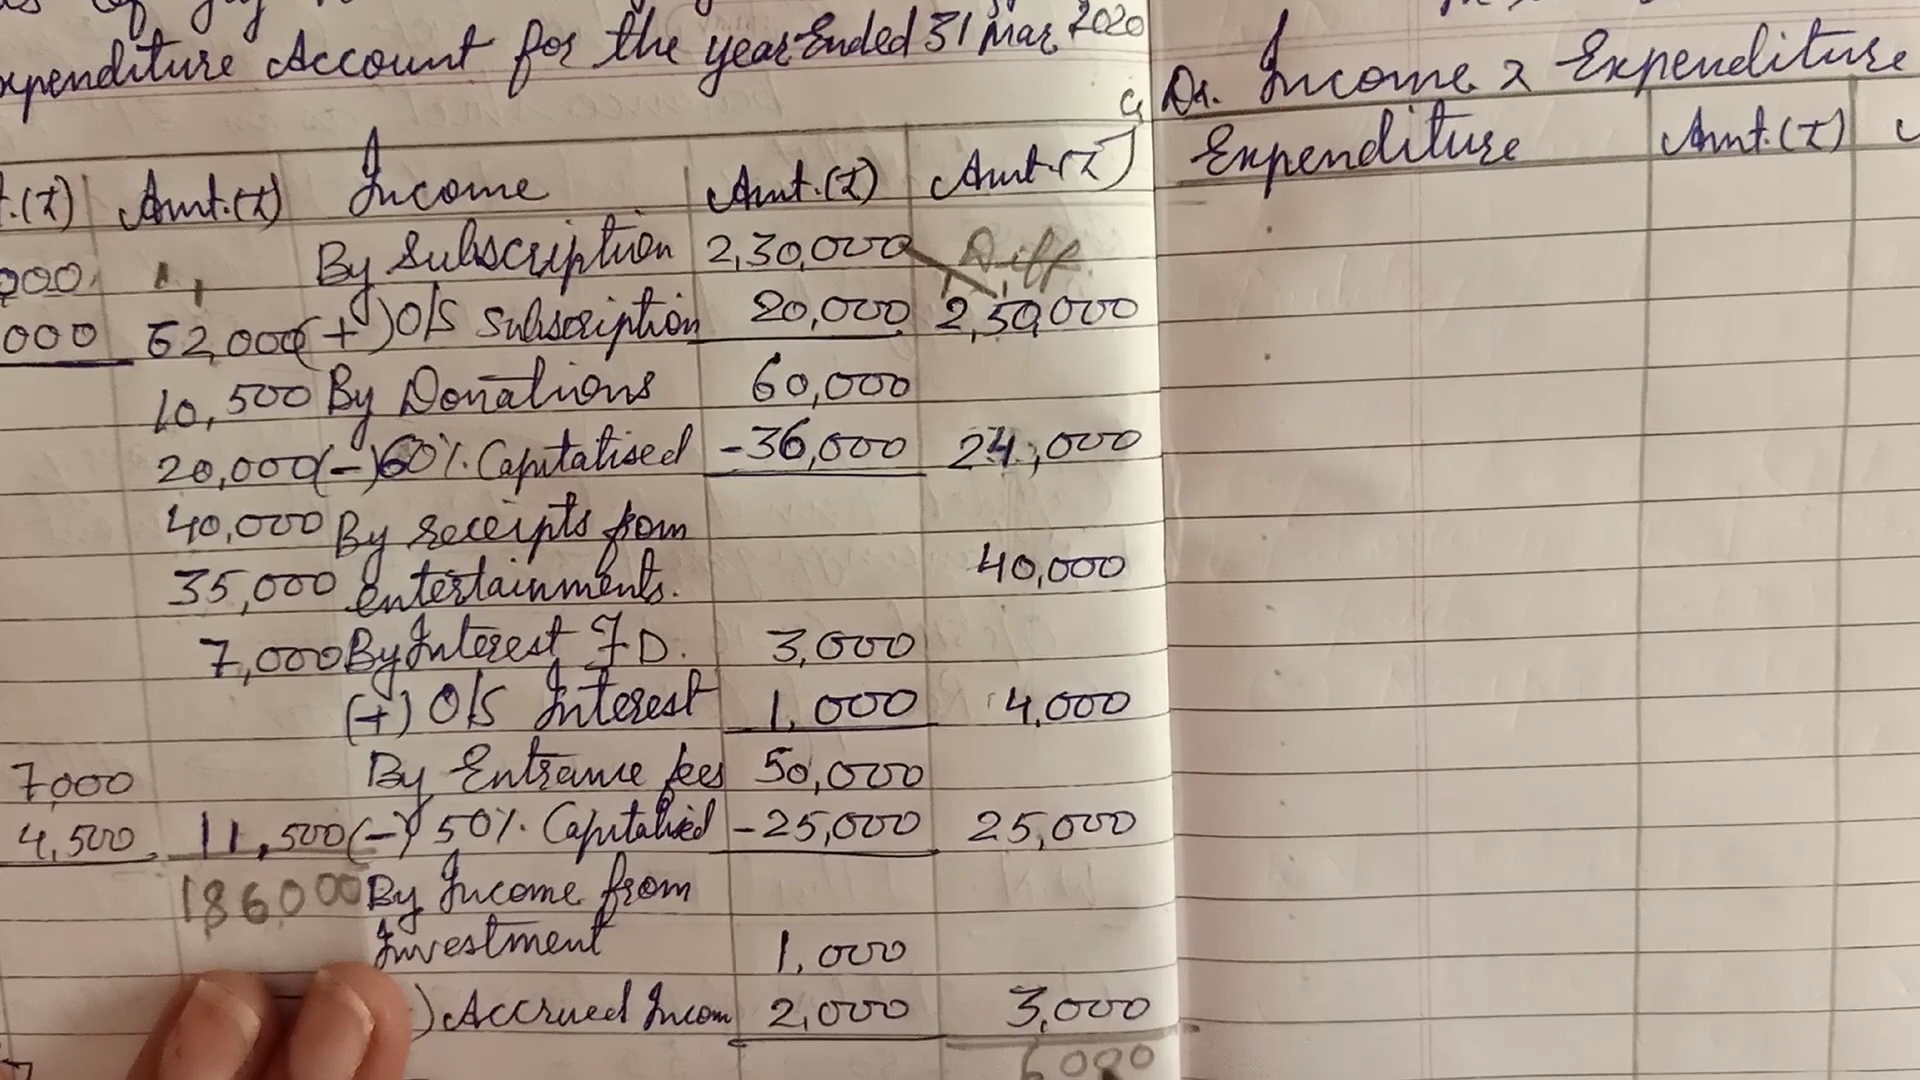 xpenditure Account for the year Ended 31 Mar 2020
Dr. Income & Expenditure
t.(₹) Amt.(₹) Income Amt.(₹) Amt.(₹)
Expenditure Amt.(₹)
000 By Subscription 2,30,000 Diff.
000 52,000 (+) O/S Subscription 20,000 2,50,000
10,500 By Donations 60,000
20,000 (-) 60% Capitalised -36,000 24,000
40,000 By receipts from
35,000 entertainments. 40,000
7,000 By Interest F.D. 3,000
(+) O/S Interest 1,000 4,000
7,000 By Entrance fees 50,000
4,500 11,500 (-) 50% Capitalised -25,000 25,000
186000 By Income from
Investment 1,000
) Accrued Incom 2,000 3,000